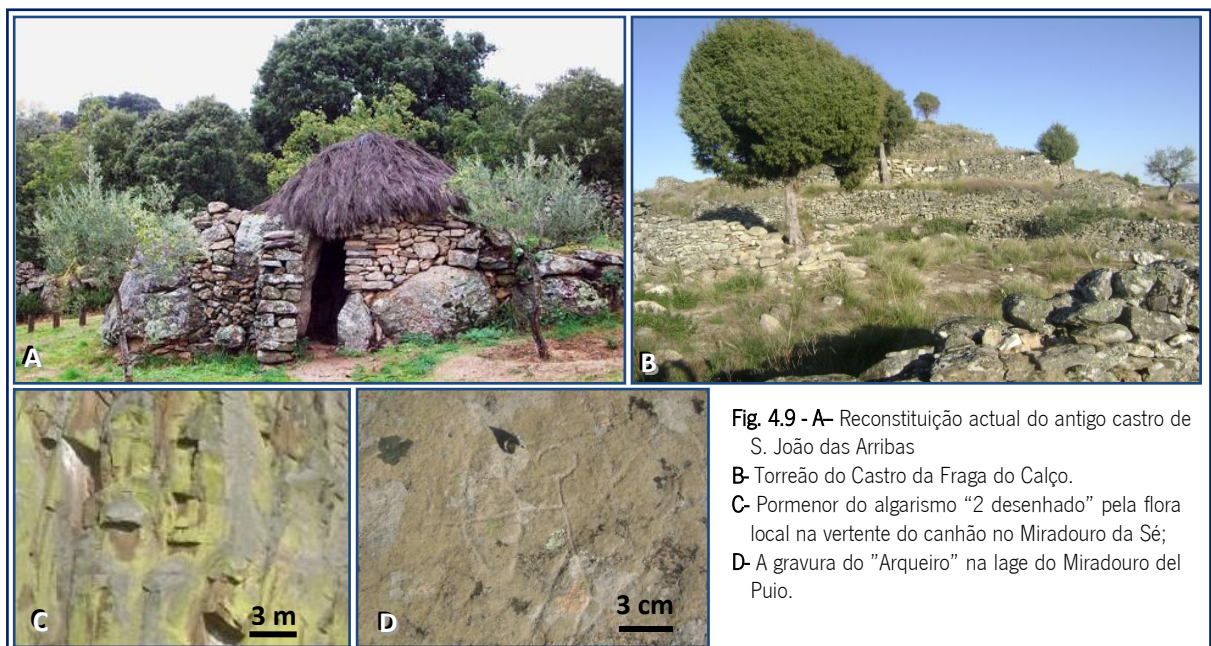 A
B
C
3 m
D
3 cm
Fig. 4.9 - A– Reconstituição actual do antigo castro de
S. João das Arribas
B- Torreão do Castro da Fraga do Calço.
C- Pormenor do algarismo “2 desenhado” pela flora
local na vertente do canhão no Miradouro da Sé;
D- A gravura do ”Arqueiro” na lage do Miradouro del
Puio.